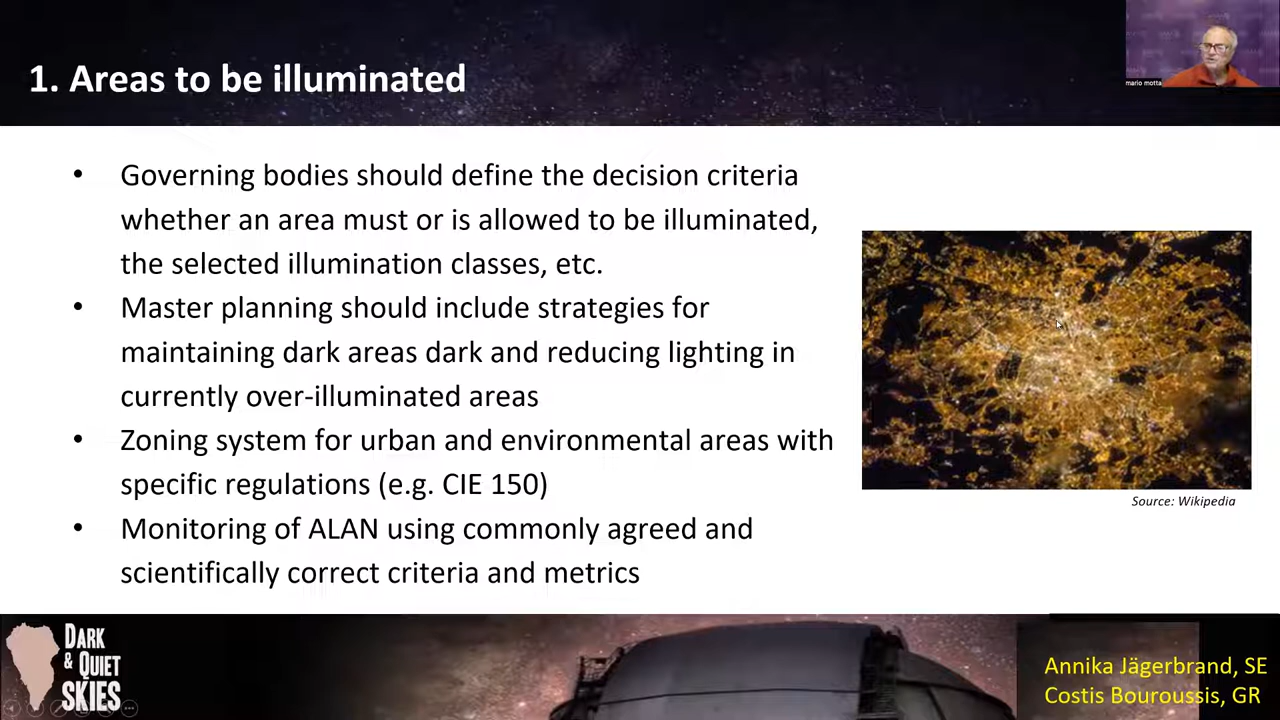 1. Areas to be illuminated
mario motta
• Governing bodies should define the decision criteria
whether an area must or is allowed to be illuminated,
the selected illumination classes, etc.
• Master planning should include strategies for
maintaining dark areas dark and reducing lighting in
currently over-illuminated areas
• Zoning system for urban and environmental areas with
specific regulations (e.g. CIE 150)
• Monitoring of ALAN using commonly agreed and
scientifically correct criteria and metrics
Source: Wikipedia
DARK
& QUIET
SKIES
Annika Jägerbrand, SE
Costis Bouroussis, GR